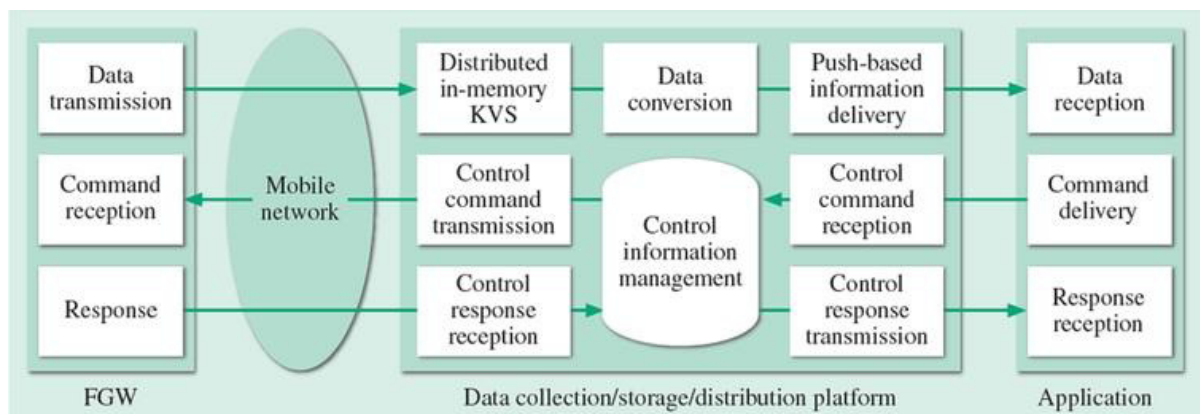 Data
transmission
Distributed
in-memory
KVS
Data
conversion
Push-based
information
delivery
Data
reception
Command
reception
Mobile
network
Control
command
transmission
Control
information
management
Control
command
reception
Command
delivery
Response
Control
response
reception
Control
response
transmission
Response
reception
FGW
Data collection/storage/distribution platform
Application